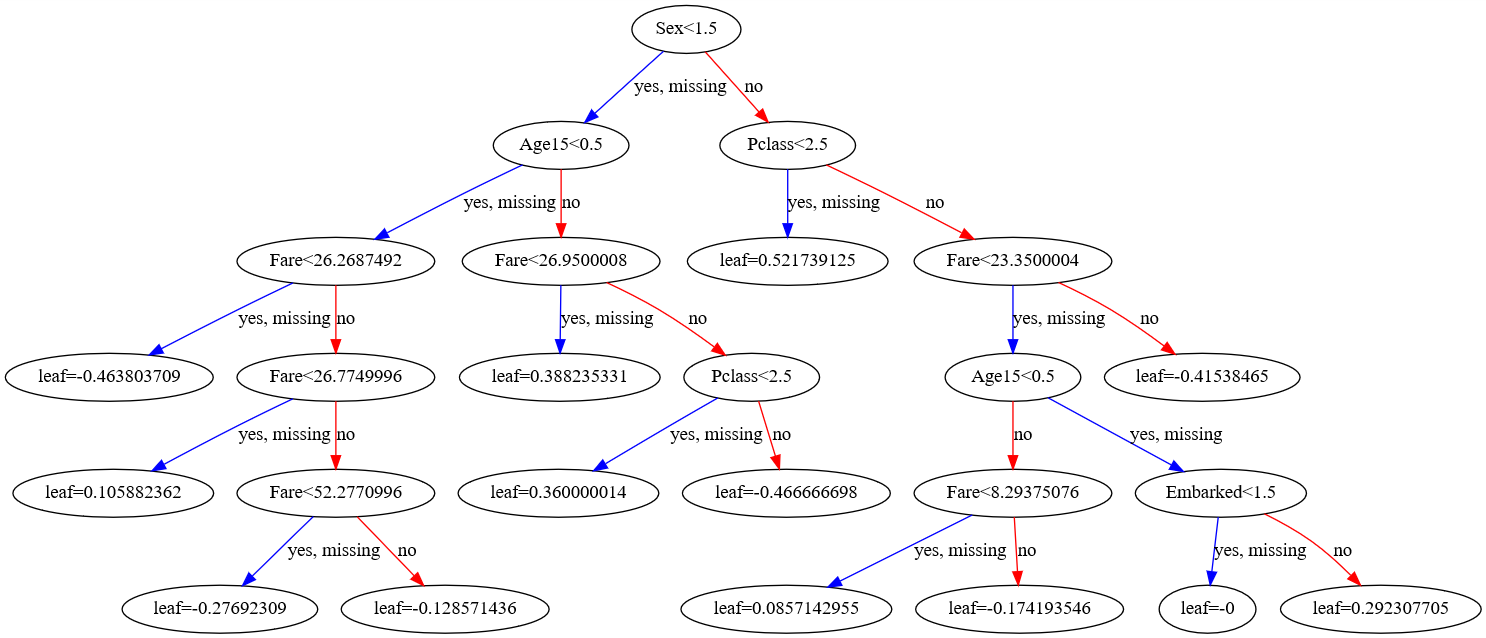 Sex<1.5
yes, missing
no
Age15<0.5
Pclass<2.5
yes, missing
no
yes, missing
no
Fare<26.2687492
Fare<26.9500008
leaf=0.521739125
Fare<23.3500004
yes, missing
no
yes, missing
no
yes, missing
no
leaf=-0.463803709
Fare<26.7749996
leaf=0.388235331
Pclass<2.5
Age15<0.5
leaf=-0.41538465
yes, missing
no
yes, missing
no
no
yes, missing
leaf=0.105882362
Fare<52.2770996
leaf=0.360000014
leaf=-0.466666698
Fare<8.29375076
Embarked<1.5
yes, missing
no
yes, missing
no
yes, missing
no
leaf=-0.27692309
leaf=-0.128571436
leaf=0.0857142955
leaf=-0.174193546
leaf=-0
leaf=0.292307705